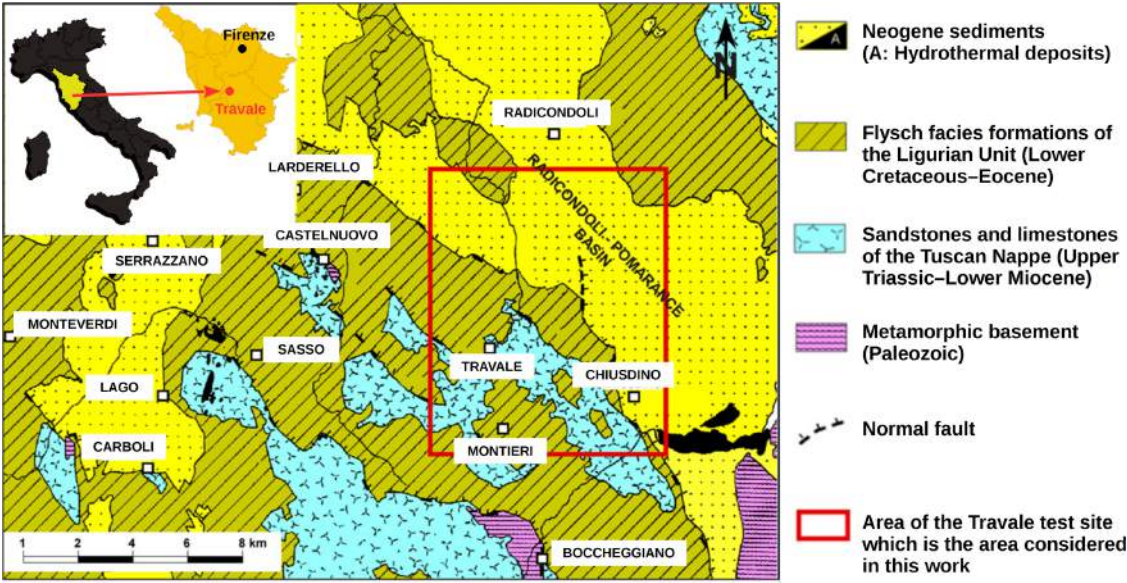 Firenze
Travale
N
RADICONDOLI
LARDERELLO
RADICONDOLI - POMARANCE
BASIN
CASTELNUOVO
SERRAZZANO
MONTEVERDI
SASSO
TRAVALE
CHIUSDINO
LAGO
CARBOLI
MONTIERI
BOCCHEGGIANO
1 2 4 6 8 km
A
Neogene sediments
(A: Hydrothermal deposits)
Flysch facies formations of
the Ligurian Unit (Lower
Cretaceous–Eocene)
Sandstones and limestones
of the Tuscan Nappe (Upper
Triassic–Lower Miocene)
Metamorphic basement
(Paleozoic)
Normal fault
Area of the Travale test site
which is the area considered
in this work